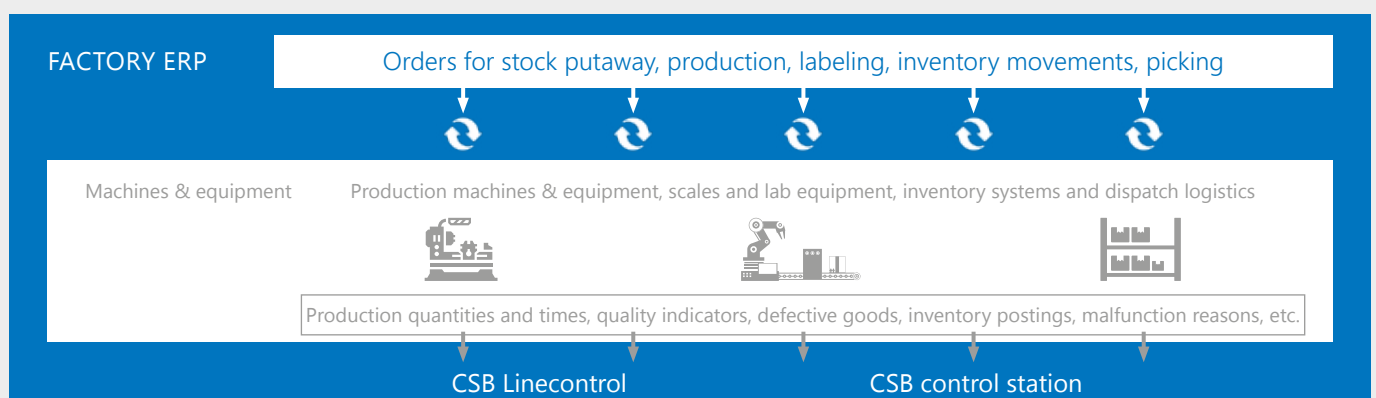 FACTORY ERP
Orders for stock putaway, production, labeling, inventory movements, picking
Machines & equipment
Production machines & equipment, scales and lab equipment, inventory systems and dispatch logistics
Production quantities and times, quality indicators, defective goods, inventory postings, malfunction reasons, etc.
CSB Linecontrol
CSB control station